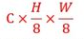 C × H/8 × W/8